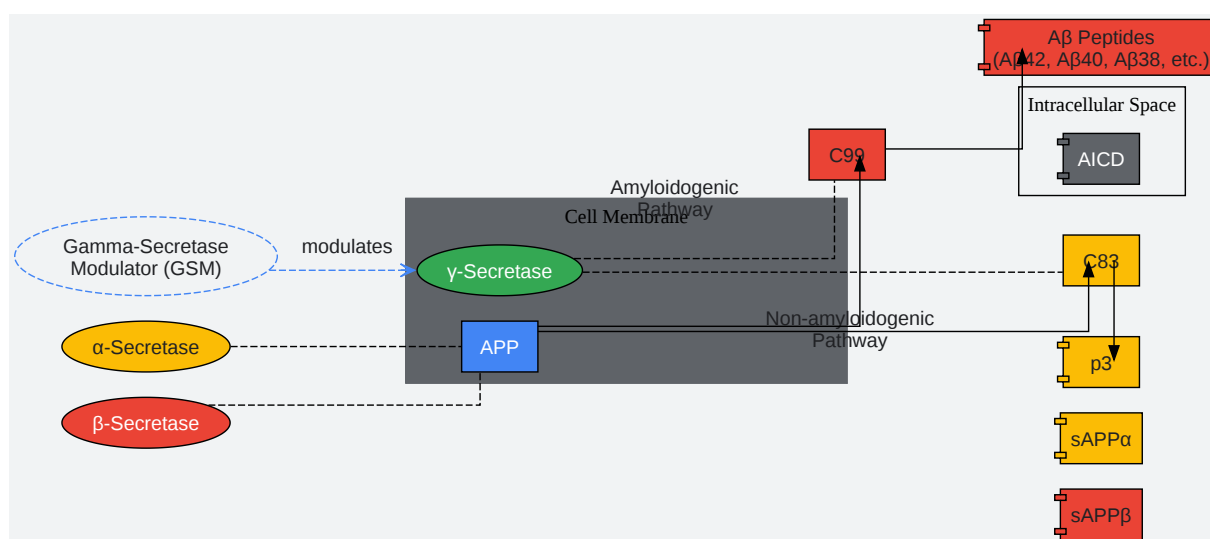 Aβ Peptides
(Aβ42, Aβ40, Aβ38, etc.)
Intracellular Space
C99
AICD
Amyloidogenic
Pathway
Cell Membrane
Gamma-Secretase
Modulator (GSM)
modulates
γ-Secretase
C83
Non-amyloidogenic
Pathway
α-Secretase
APP
p3
β-Secretase
sAPPα
sAPPβ